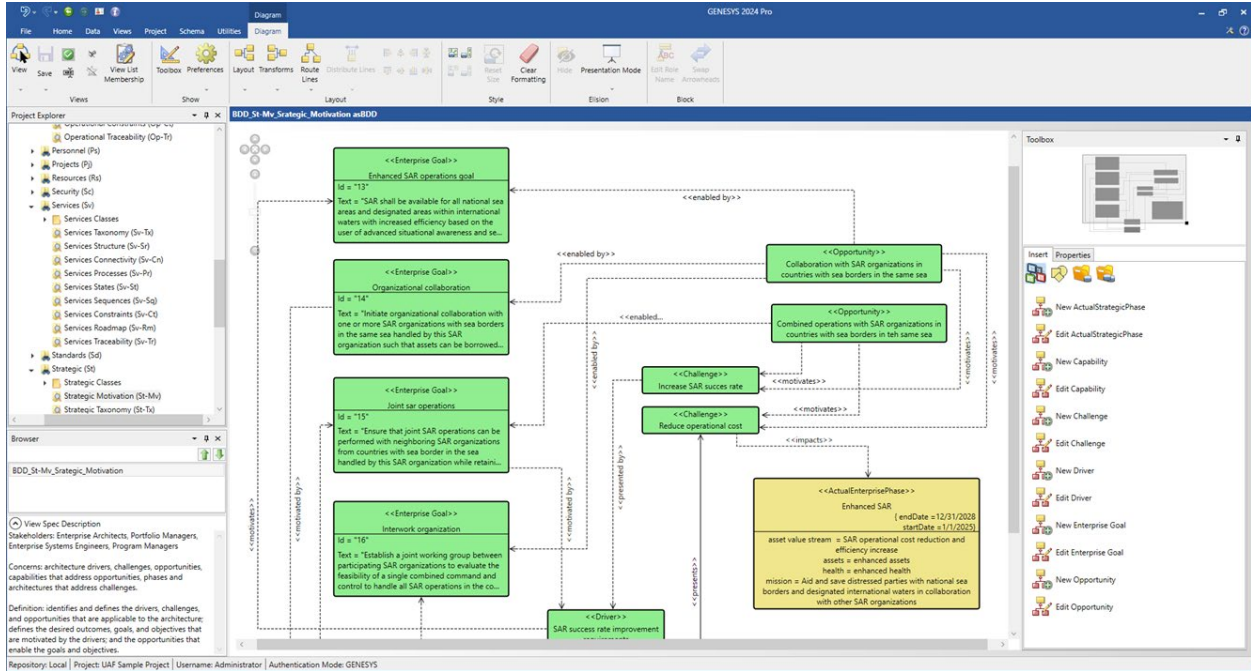 Diagram
GENESYS 2024 Pro
File Home Data Views Project Schema Utilities Diagram
View Save View List Membership Toolbox Preferences Layout Transforms Route Lines Distribute Lines Reset Size Clear Formatting Hide Presentation Mode Edit Role Name Swap Arrowheads
Views Show Layout Style Elision Block
Project Explorer
Operational Constraints (Op-Ct)
Operational Traceability (Op-Tr)
Personnel (Ps)
Projects (Pj)
Resources (Rs)
Security (Sc)
Services (Sv)
Services Classes
Services Taxonomy (Sv-Tx)
Services Structure (Sv-Sr)
Services Connectivity (Sv-Cn)
Services Processes (Sv-Pr)
Services States (Sv-St)
Services Sequences (Sv-Sq)
Services Constraints (Sv-Ct)
Services Roadmap (Sv-Rm)
Services Traceability (Sv-Tr)
Standards (Sd)
Strategic (St)
Strategic Classes
Strategic Motivation (St-Mv)
Strategic Taxonomy (St-Tx)
Browser
BDD_St-Mv_Srategic_Motivation
View Spec Description
Stakeholders: Enterprise Architects, Portfolio Managers,
Enterprise Systems Engineers, Program Managers
Concerns: architecture drivers, challenges, opportunities,
capabilities that address opportunities, phases and
architectures that address challenges.
Definition: identifies and defines the drivers, challenges,
and opportunities that are applicable to the architecture;
defines the desired outcomes, goals, and objectives that
are motivated by the drivers; and the opportunities that
enable the goals and objectives.
BDD_St-Mv_Srategic_Motivation asBDD
<<Enterprise Goal>>
Enhanced SAR operations goal
Id = "13"
Text = "SAR shall be available for all national sea
areas and designated areas within international
waters with increased efficiency based on the
user of advanced situational awareness and se...
<<Enterprise Goal>>
Organizational collaboration
Id = "14"
Text = "Initiate organizational collaboration with
one or more SAR organizations with sea borders
in the same sea handled by this SAR
organization such that assets can be borrowed...
<<Enterprise Goal>>
Joint sar operations
Id = "15"
Text = "Ensure that joint SAR operations can be
performed with neighboring SAR organizations
from countries with sea border in the sea
handled by this SAR organization while retaini...
<<Enterprise Goal>>
Interwork organization
Id = "16"
Text = "Establish a joint working group between
participating SAR organizations to evaluate the
feasibility of a single combined command and
control to handle all SAR operations in the co...
<<motivates>>
<<motivated by>>
<<enabled by>>
<<enabled by>>
<<enabled...
<<enabled by>>
<<motivated by>>
<<presented by>>
<<Opportunity>>
Collaboration with SAR organizations in
countries with sea borders in the same sea
<<Opportunity>>
Combined operations with SAR organizations in
countries with sea borders in teh same sea
<<Challenge>>
Increase SAR succes rate
<<motivates>>
<<Challenge>>
Reduce operational cost
<<motivates>>
<<motivates>>
<<motivates>>
<<impacts>>
<<presents>>
<<ActualEnterprisePhase>>
Enhanced SAR
{ endDate =12/31/2028
startDate =1/1/2025}
asset value stream = SAR operational cost reduction and
efficiency increase
assets = enhanced assets
health = enhanced health
mission = Aid and save distressed parties with national sea
borders and designated international waters in collaboration
with other SAR organizations
<<Driver>>
SAR success rate improvement
requirements
Toolbox
Insert Properties
New ActualStrategicPhase
Edit ActualStrategicPhase
New Capability
Edit Capability
New Challenge
Edit Challenge
New Driver
Edit Driver
New Enterprise Goal
Edit Enterprise Goal
New Opportunity
Edit Opportunity
Repository: Local Project: UAF Sample Project Username: Administrator Authentication Mode: GENESYS